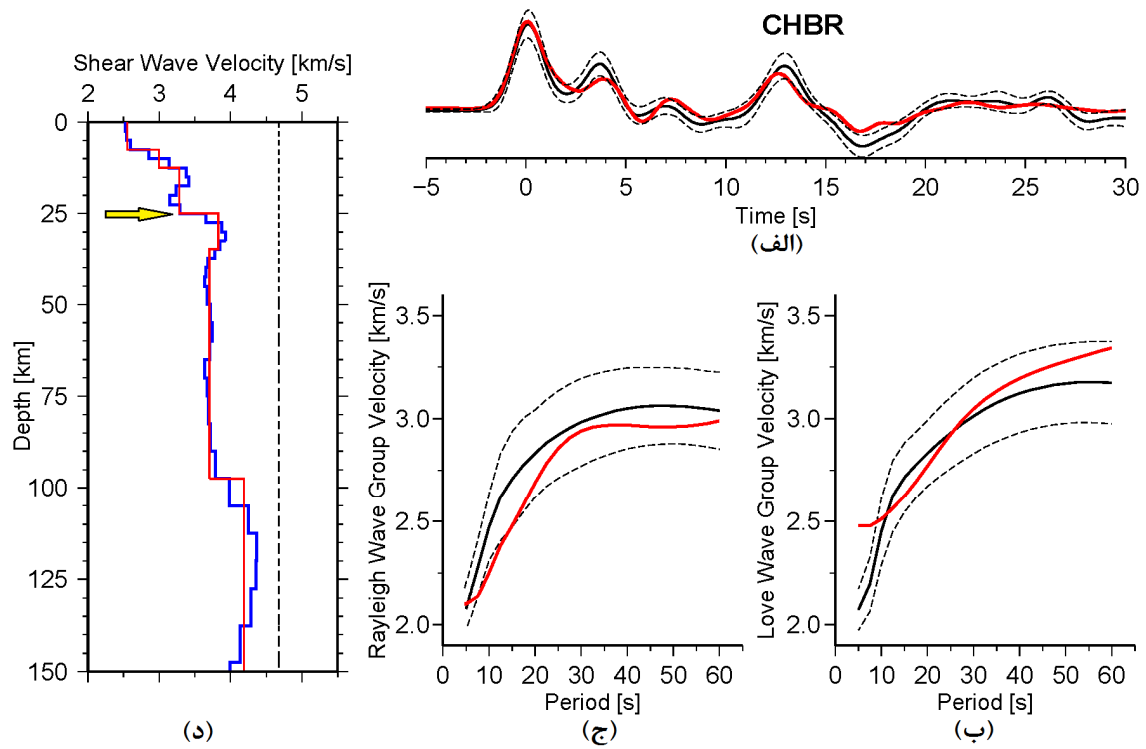 CHBR
−5 0 5 10 15 20 25 30
Time [s]
(الف)
Shear Wave Velocity [km/s]
2 3 4 5
0
25
50
75
100
125
150
Depth [km]
(د)
3.5
3.0
2.5
2.0
Rayleigh Wave Group Velocity [km/s]
0 10 20 30 40 50 60
Period [s]
(ج)
3.5
3.0
2.5
2.0
Love Wave Group Velocity [km/s]
0 10 20 30 40 50 60
Period [s]
(ب)